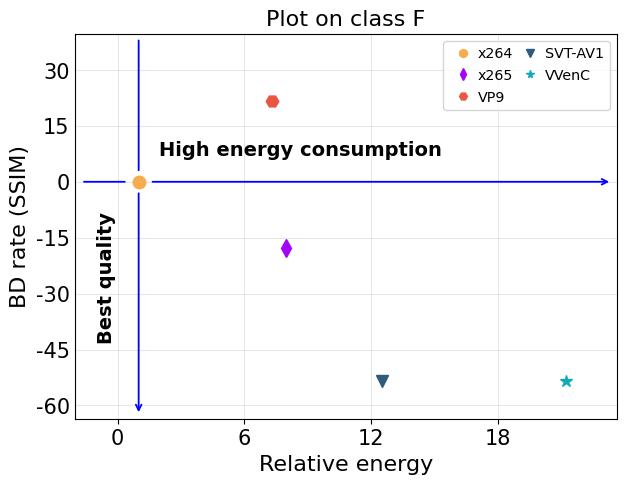 Plot on class F
x264
x265
VP9
SVT-AV1
VVenC
High energy consumption
Best quality
BD rate (SSIM)
30
15
0
-15
-30
-45
-60
0
6
12
18
Relative energy